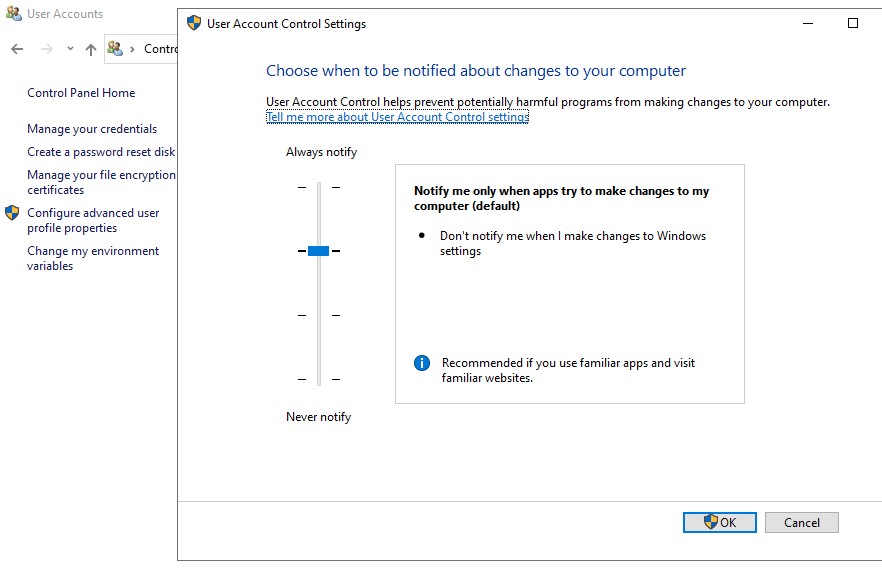 User Accounts
Contro
Control Panel Home
Manage your credentials
Create a password reset disk
Manage your file encryption
certificates
Configure advanced user
profile properties
Change my environment
variables
User Account Control Settings
Choose when to be notified about changes to your computer
User Account Control helps prevent potentially harmful programs from making changes to your computer.
Tell me more about User Account Control settings
Always notify
Notify me only when apps try to make changes to my
computer (default)
• Don't notify me when I make changes to Windows
settings
Recommended if you use familiar apps and visit
familiar websites.
Never notify
OK
Cancel